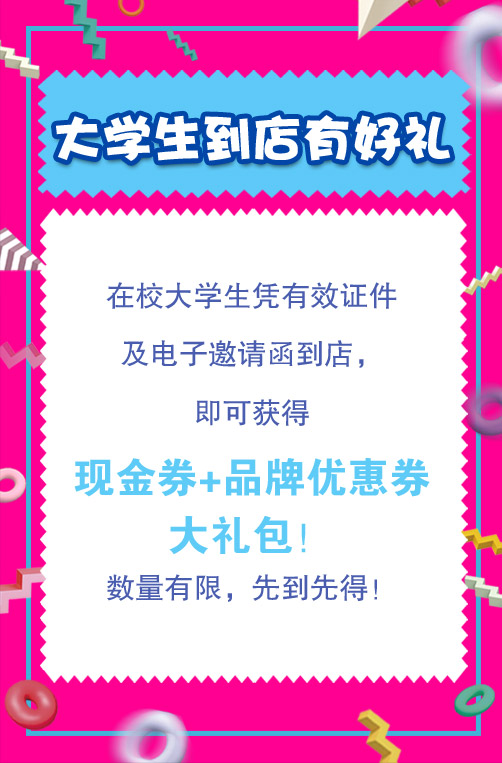 大学生到店有好礼
在校大学生凭有效证件
及电子邀请函到店，
即可获得
现金券+品牌优惠券
大礼包！
数量有限，先到先得！